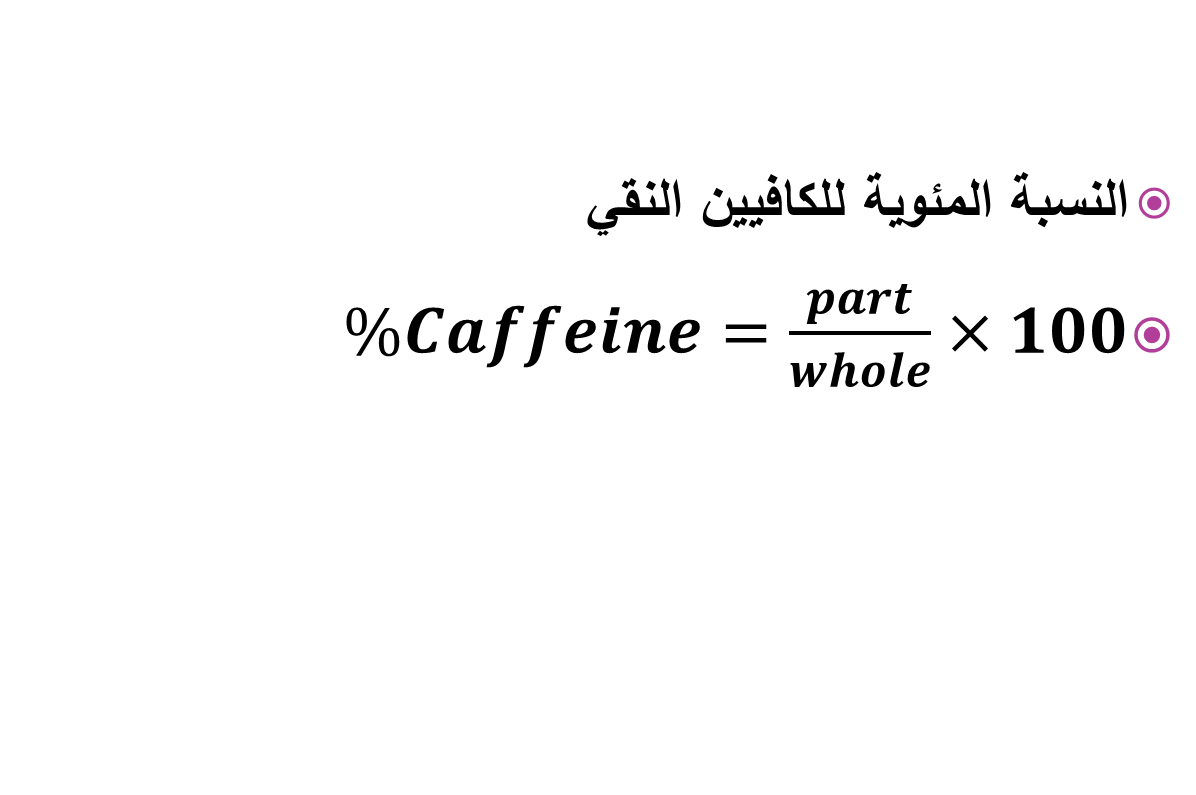 النسبة المئوية للكافيين النقي
%Caffeine = part/whole × 100